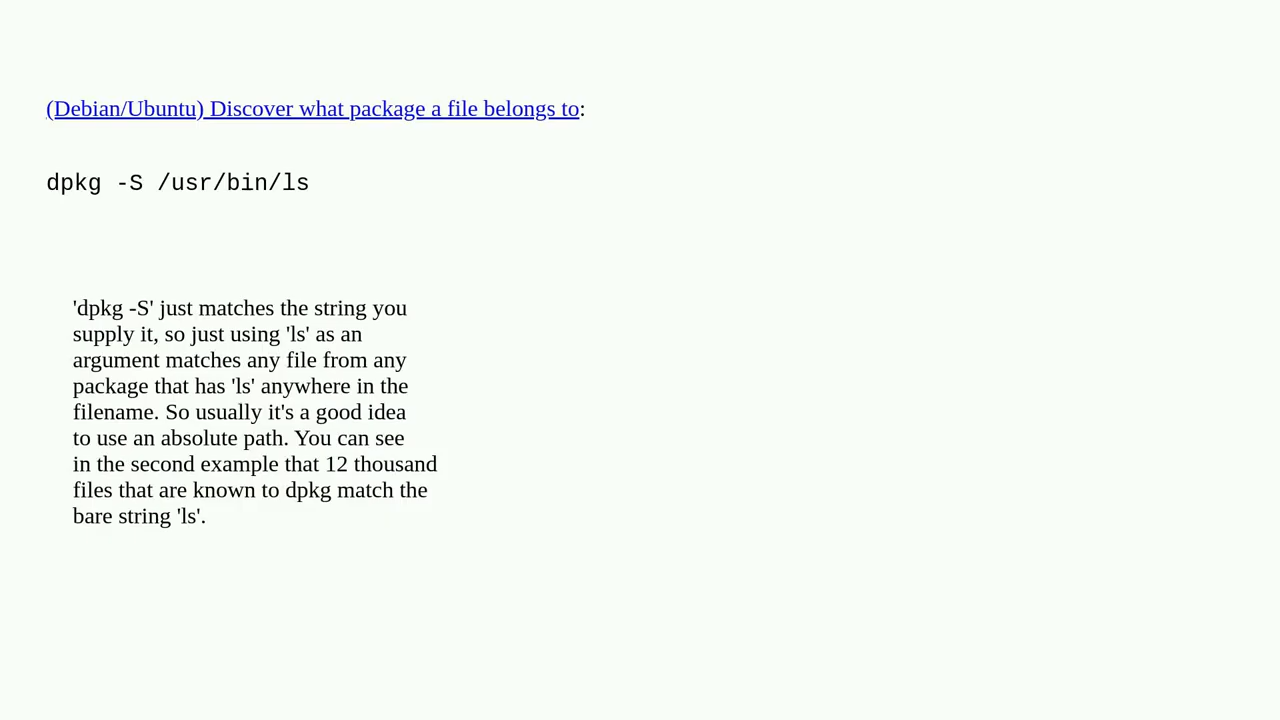 (Debian/Ubuntu) Discover what package a file belongs to:
dpkg -S /usr/bin/ls
'dpkg -S' just matches the string you
supply it, so just using 'ls' as an
argument matches any file from any
package that has 'ls' anywhere in the
filename. So usually it's a good idea
to use an absolute path. You can see
in the second example that 12 thousand
files that are known to dpkg match the
bare string 'ls'.